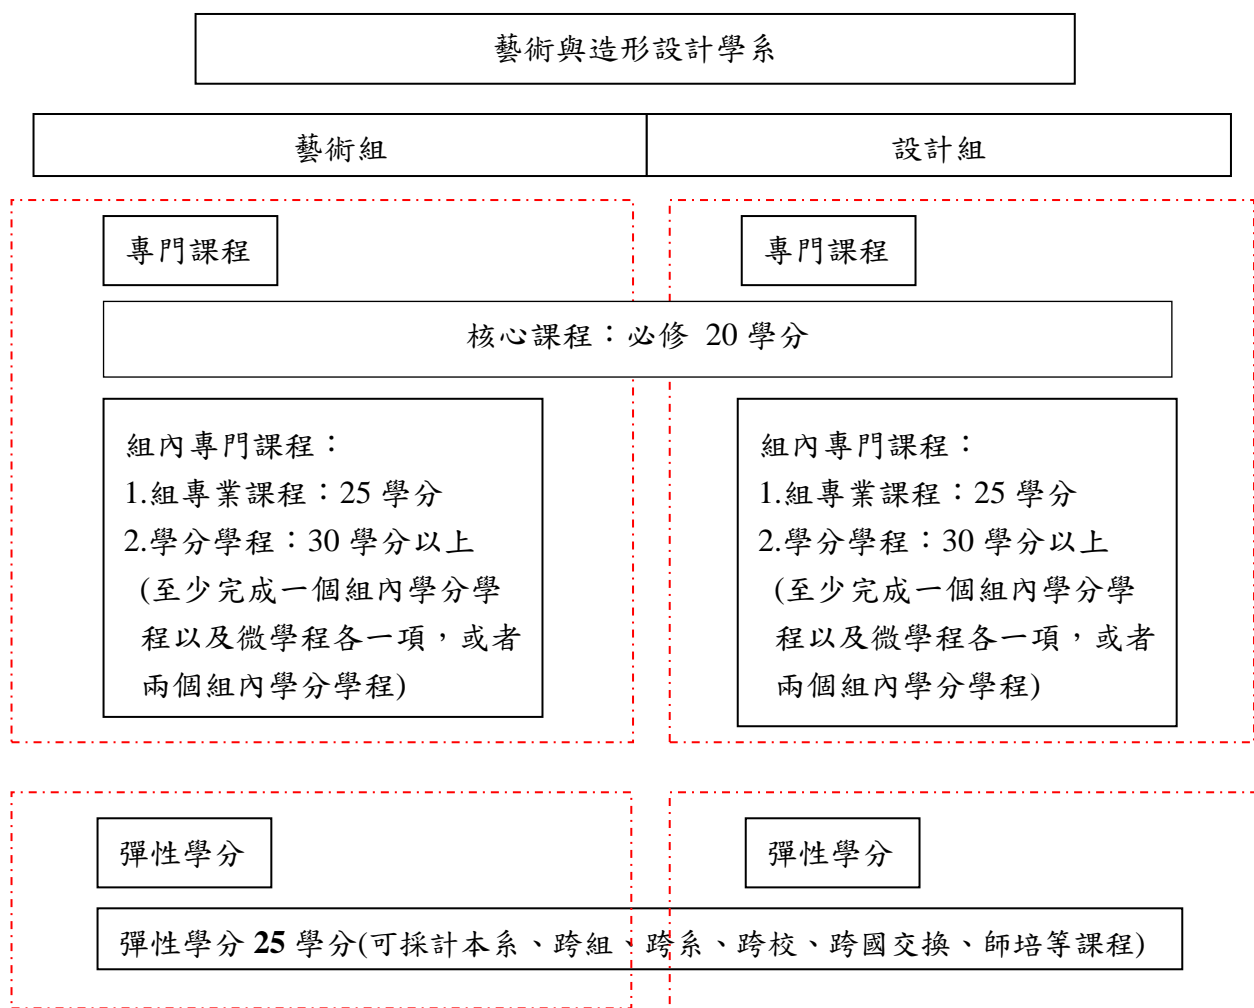 藝術與造形設計學系
藝術組
設計組
專門課程
專門課程
核心課程：必修 20 學分
組內專門課程：
1.組專業課程：25 學分
2.學分學程：30 學分以上
(至少完成一個組內學分學
程以及微學程各一項，或者
兩個組內學分學程)
組內專門課程：
1.組專業課程：25 學分
2.學分學程：30 學分以上
(至少完成一個組內學分學
程以及微學程各一項，或者
兩個組內學分學程)
彈性學分
彈性學分
彈性學分 25 學分(可採計本系、跨組、跨系、跨校、跨國交換、師培等課程)